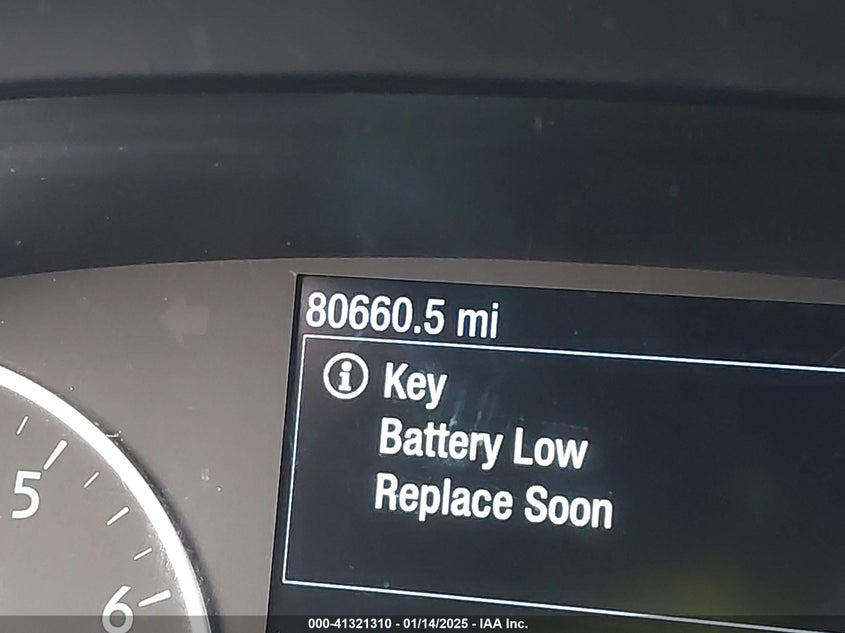 80660.5 mi
Key
Battery Low
Replace Soon
5
6
000-41321310 - 01/14/2025 - IAA Inc.